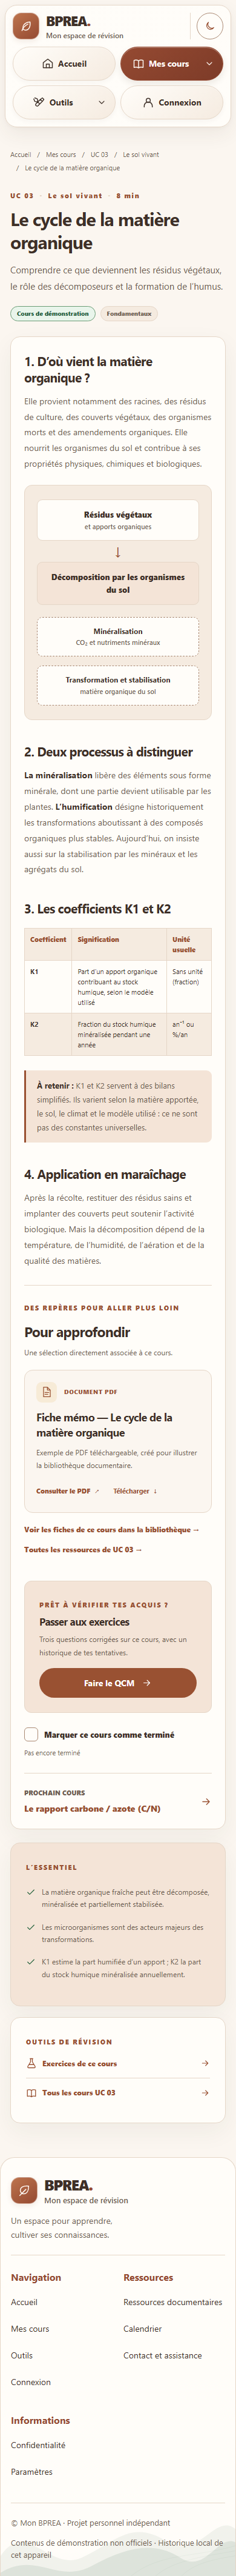 BPREA.
Mon espace de révision
Accueil
Mes cours
Outils
Connexion
Accueil / Mes cours / UC 03 / Le sol vivant
/ Le cycle de la matière organique
UC 03 · Le sol vivant · 8 min
Le cycle de la matière
organique
Comprendre ce que deviennent les résidus végétaux,
le rôle des décomposeurs et la formation de l'humus.
Cours de démonstration
Fondamentaux
1. D'où vient la matière
organique ?
Elle provient notamment des racines, des résidus
de culture, des couverts végétaux, des organismes
morts et des amendements organiques. Elle
nourrit les organismes du sol et contribue à ses
propriétés physiques, chimiques et biologiques.
Résidus végétaux
et apports organiques
↓
Décomposition par les organismes
du sol
Minéralisation
CO₂ et nutriments minéraux
Transformation et stabilisation
matière organique du sol
2. Deux processus à distinguer
La minéralisation libère des éléments sous forme
minérale, dont une partie devient utilisable par les
plantes. L'humification désigne historiquement
les transformations aboutissant à des composés
organiques plus stables. Aujourd'hui, on insiste
aussi sur la stabilisation par les minéraux et les
agrégats du sol.
3. Les coefficients K1 et K2
Coefficient Signification Unité
usuelle
K1 Part d'un apport organique
contribuant au stock
humique, selon le modèle
utilisé
Sans unité
(fraction)
K2 Fraction du stock humique
minéralisée pendant une
année
an⁻¹ ou
%/an
À retenir : K1 et K2 servent à des bilans
simplifiés. Ils varient selon la matière apportée,
le sol, le climat et le modèle utilisé : ce ne sont
pas des constantes universelles.
4. Application en maraîchage
Après la récolte, restituer des résidus sains et
implanter des couverts peut soutenir l'activité
biologique. Mais la décomposition dépend de la
température, de l'humidité, de l'aération et de la
qualité des matières.
DES REPÈRES POUR ALLER PLUS LOIN
Pour approfondir
Une sélection directement associée à ce cours.
DOCUMENT PDF
Fiche mémo — Le cycle de la
matière organique
Exemple de PDF téléchargeable, créé pour illustrer
la bibliothèque documentaire.
Consulter le PDF ↗ Télécharger ↓
Voir les fiches de ce cours dans la bibliothèque →
Toutes les ressources de UC 03 →
PRÊT À VÉRIFIER TES ACQUIS ?
Passer aux exercices
Trois questions corrigées sur ce cours, avec un
historique de tes tentatives.
Faire le QCM →
Marquer ce cours comme terminé
Pas encore terminé
PROCHAIN COURS
Le rapport carbone / azote (C/N)
L'ESSENTIEL
La matière organique fraîche peut être décomposée,
minéralisée et partiellement stabilisée.
Les microorganismes sont des acteurs majeurs des
transformations.
K1 estime la part humifiée d'un apport ; K2 la part
du stock humique minéralisée annuellement.
OUTILS DE RÉVISION
Exercices de ce cours
Tous les cours UC 03
BPREA.
Mon espace de révision
Un espace pour apprendre,
cultiver ses connaissances.
Navigation
Accueil
Mes cours
Outils
Connexion
Ressources
Ressources documentaires
Calendrier
Contact et assistance
Informations
Confidentialité
Paramètres
© Mon BPREA · Projet personnel indépendant
Contenus de démonstration non officiels · Historique local de
cet appareil